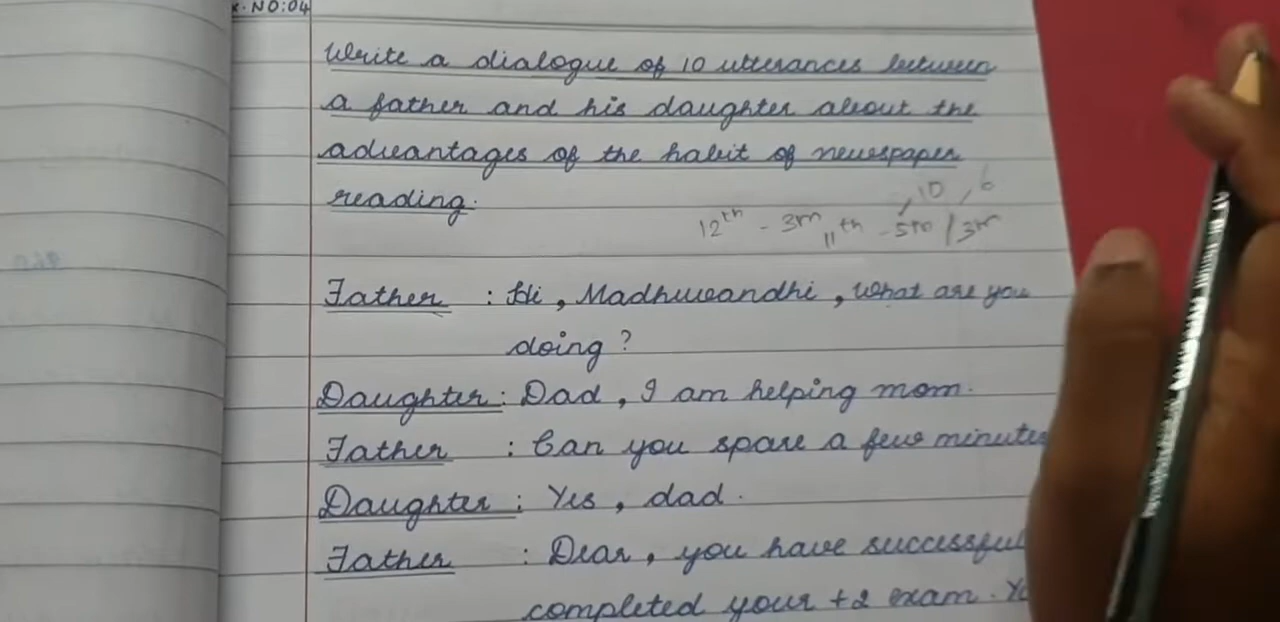 x.NO:04
Write a dialogue of 10 utterances between
a father and his daughter about the
advantages of the habit of newspaper
reading.
, 10 , 6
12th - 3m 11th - 5m / 3m
Father : Hi, Madhuvandhi, what are you
doing?
Daughter : Dad, I am helping mom.
Father : Can you spare a few minutes
Daughter : Yes, dad.
Father : Dear, you have successful
completed your +2 exam. Yo